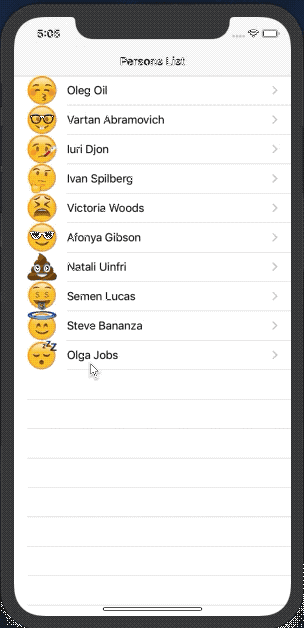 5:05
Persons List
Oleg Oil
Vartan Abramovich
Iuri Djon
Ivan Spilberg
Victoria Woods
Afonya Gibson
Natali Uinfri
Semen Lucas
Steve Bananza
Olga Jobs